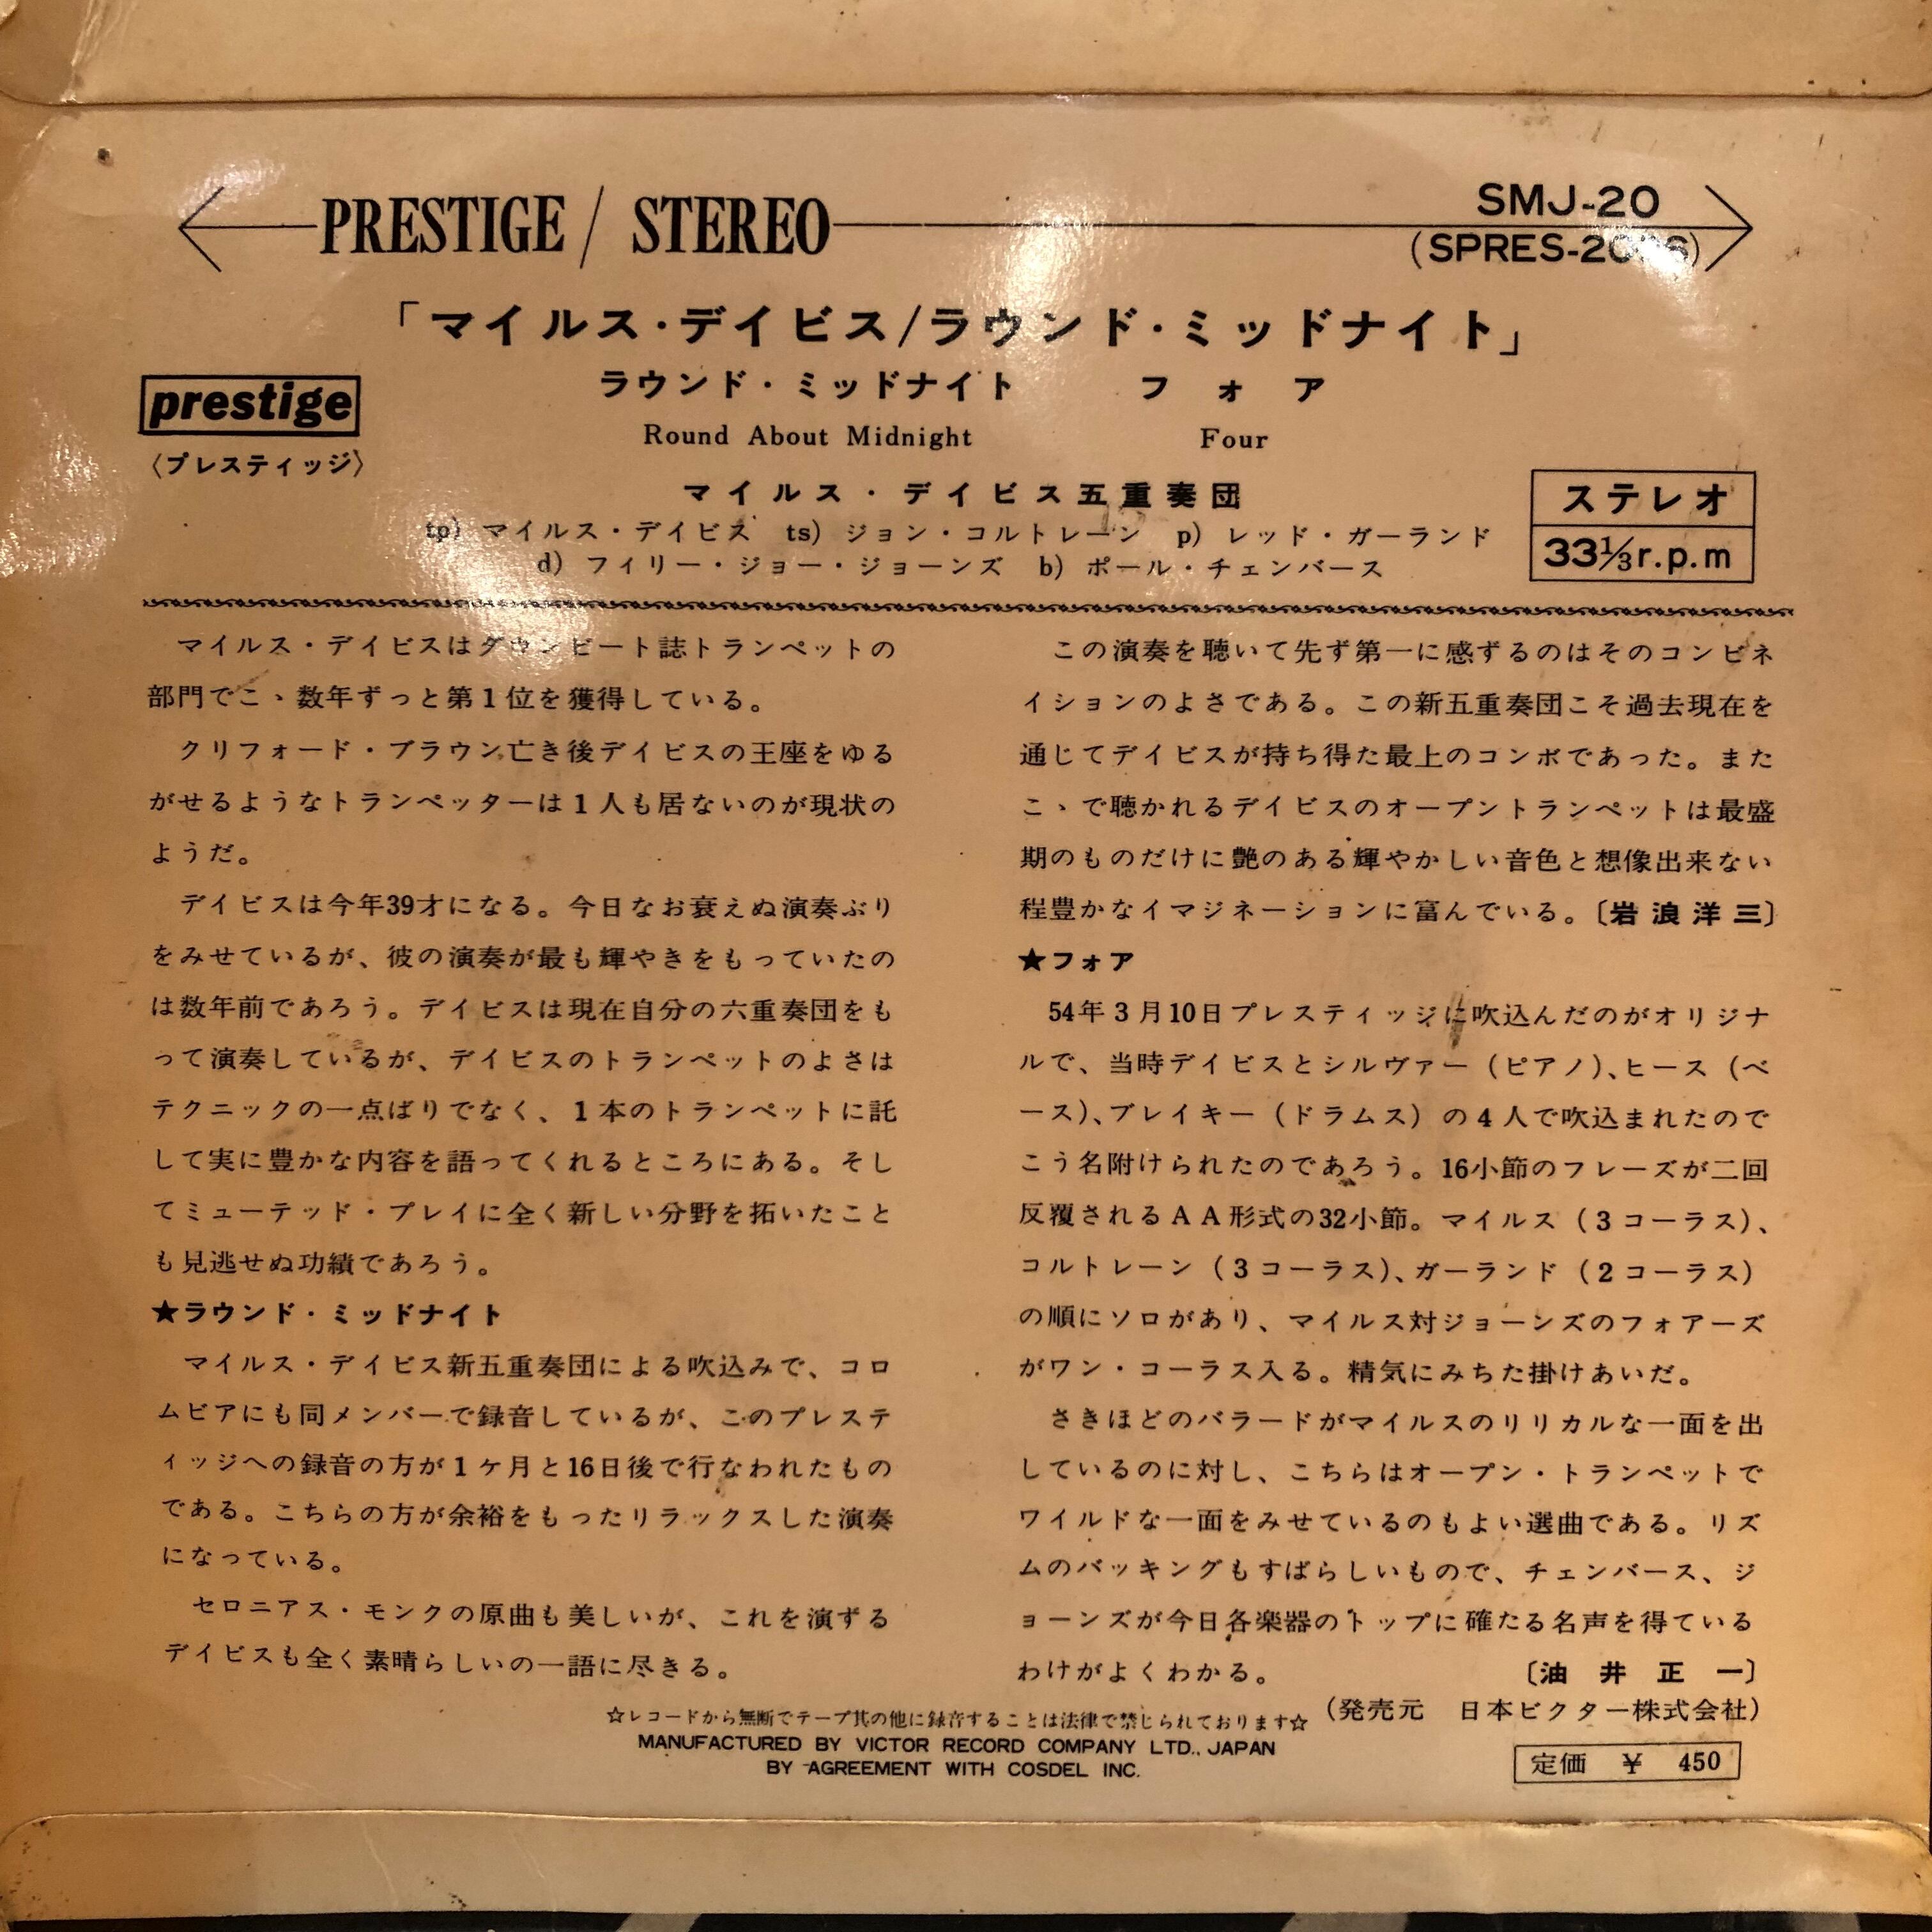 PRESTIGE / STEREO
SMJ-20
「マイルス・デイビス/ラウンド・ミッドナイト」
prestige
〈プレスティッジ〉
ラウンド・ミッドナイト フォア
Round About Midnight Four
マイルス・デイビス五重奏団
tp) マイルス・デイビス ts) ジョン・コルトレーン p) レッド・ガーランド
d) フィリー・ジョー・ジョーンズ b) ポール・チェンバース
ステレオ
33⅓r.p.m
マイルス・デイビスはダウンビート誌トランペットの
部門でこゝ数年ずっと第1位を獲得している。
クリフォード・ブラウン亡き後デイビスの王座をゆる
がせるようなトランペッターは1人も居ないのが現状の
ようだ。
デイビスは今年39才になる。今日なお衰えぬ演奏ぶり
をみせているが、彼の演奏が最も輝やきをもっていたの
は数年前であろう。デイビスは現在自分の六重奏団をも
って演奏しているが、デイビスのトランペットのよさは
テクニックの一点ばりでなく、1本のトランペットに託
して実に豊かな内容を語ってくれるところにある。そし
てミューテッド・プレイに全く新しい分野を拓いたこと
も見逃せぬ功績であろう。
★ラウンド・ミッドナイト
マイルス・デイビス新五重奏団による吹込みで、コロ
ムビアにも同メンバーで録音しているが、このプレステ
ィッジへの録音の方が1ケ月と16日後で行なわれたもの
である。こちらの方が余裕をもったリラックスした演奏
になっている。
セロニアス・モンクの原曲も美しいが、これを演ずる
デイビスも全く素晴らしいの一語に尽きる。
この演奏を聴いて先ず第一に感ずるのはそのコンビネ
イションのよさである。この新五重奏団こそ過去現在を
通じてデイビスが持ち得た最上のコンボであった。また
こゝで聴かれるデイビスのオープントランペットは最盛
期のものだけに艶のある輝やかしい音色と想像出来ない
程豊かなイマジネーションに富んでいる。〔岩浪洋三〕
★フォア
54年3月10日プレスティッジに吹込んだのがオリジナ
ルで、当時デイビスとシルヴァー（ピアノ）、ヒース（ベ
ース）、ブレイキー（ドラムス）の4人で吹込まれたので
こう名附けられたのであろう。16小節のフレーズが二回
反覆されるAA形式の32小節。マイルス（3コーラス）、
コルトレーン（3コーラス）、ガーランド（2コーラス）
の順にソロがあり、マイルス対ジョーンズのフォアーズ
がワン・コーラス入る。精気にみちた掛けあいだ。
さきほどのバラードがマイルスのリリカルな一面を出
しているのに対し、こちらはオープン・トランペットで
ワイルドな一面をみせているのもよい選曲である。リズ
ムのバッキングもすばらしいもので、チェンバース、ジ
ョーンズが今日各楽器のトップに確たる名声を得ている
わけがよくわかる。〔油井正一〕
☆レコードから無断でテープ其の他に録音することは法律で禁じられております☆
(発売元 日本ビクター株式会社)
MANUFACTURED BY VICTOR RECORD COMPANY LTD., JAPAN
BY AGREEMENT WITH COSDEL INC.
定価 ¥ 450